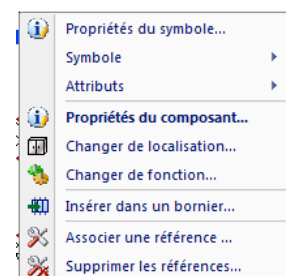 Propriétés du symbole...
Symbole
Attributs
Propriétés du composant...
Changer de localisation...
Changer de fonction...
Insérer dans un bornier...
Associer une référence ...
Supprimer les références...